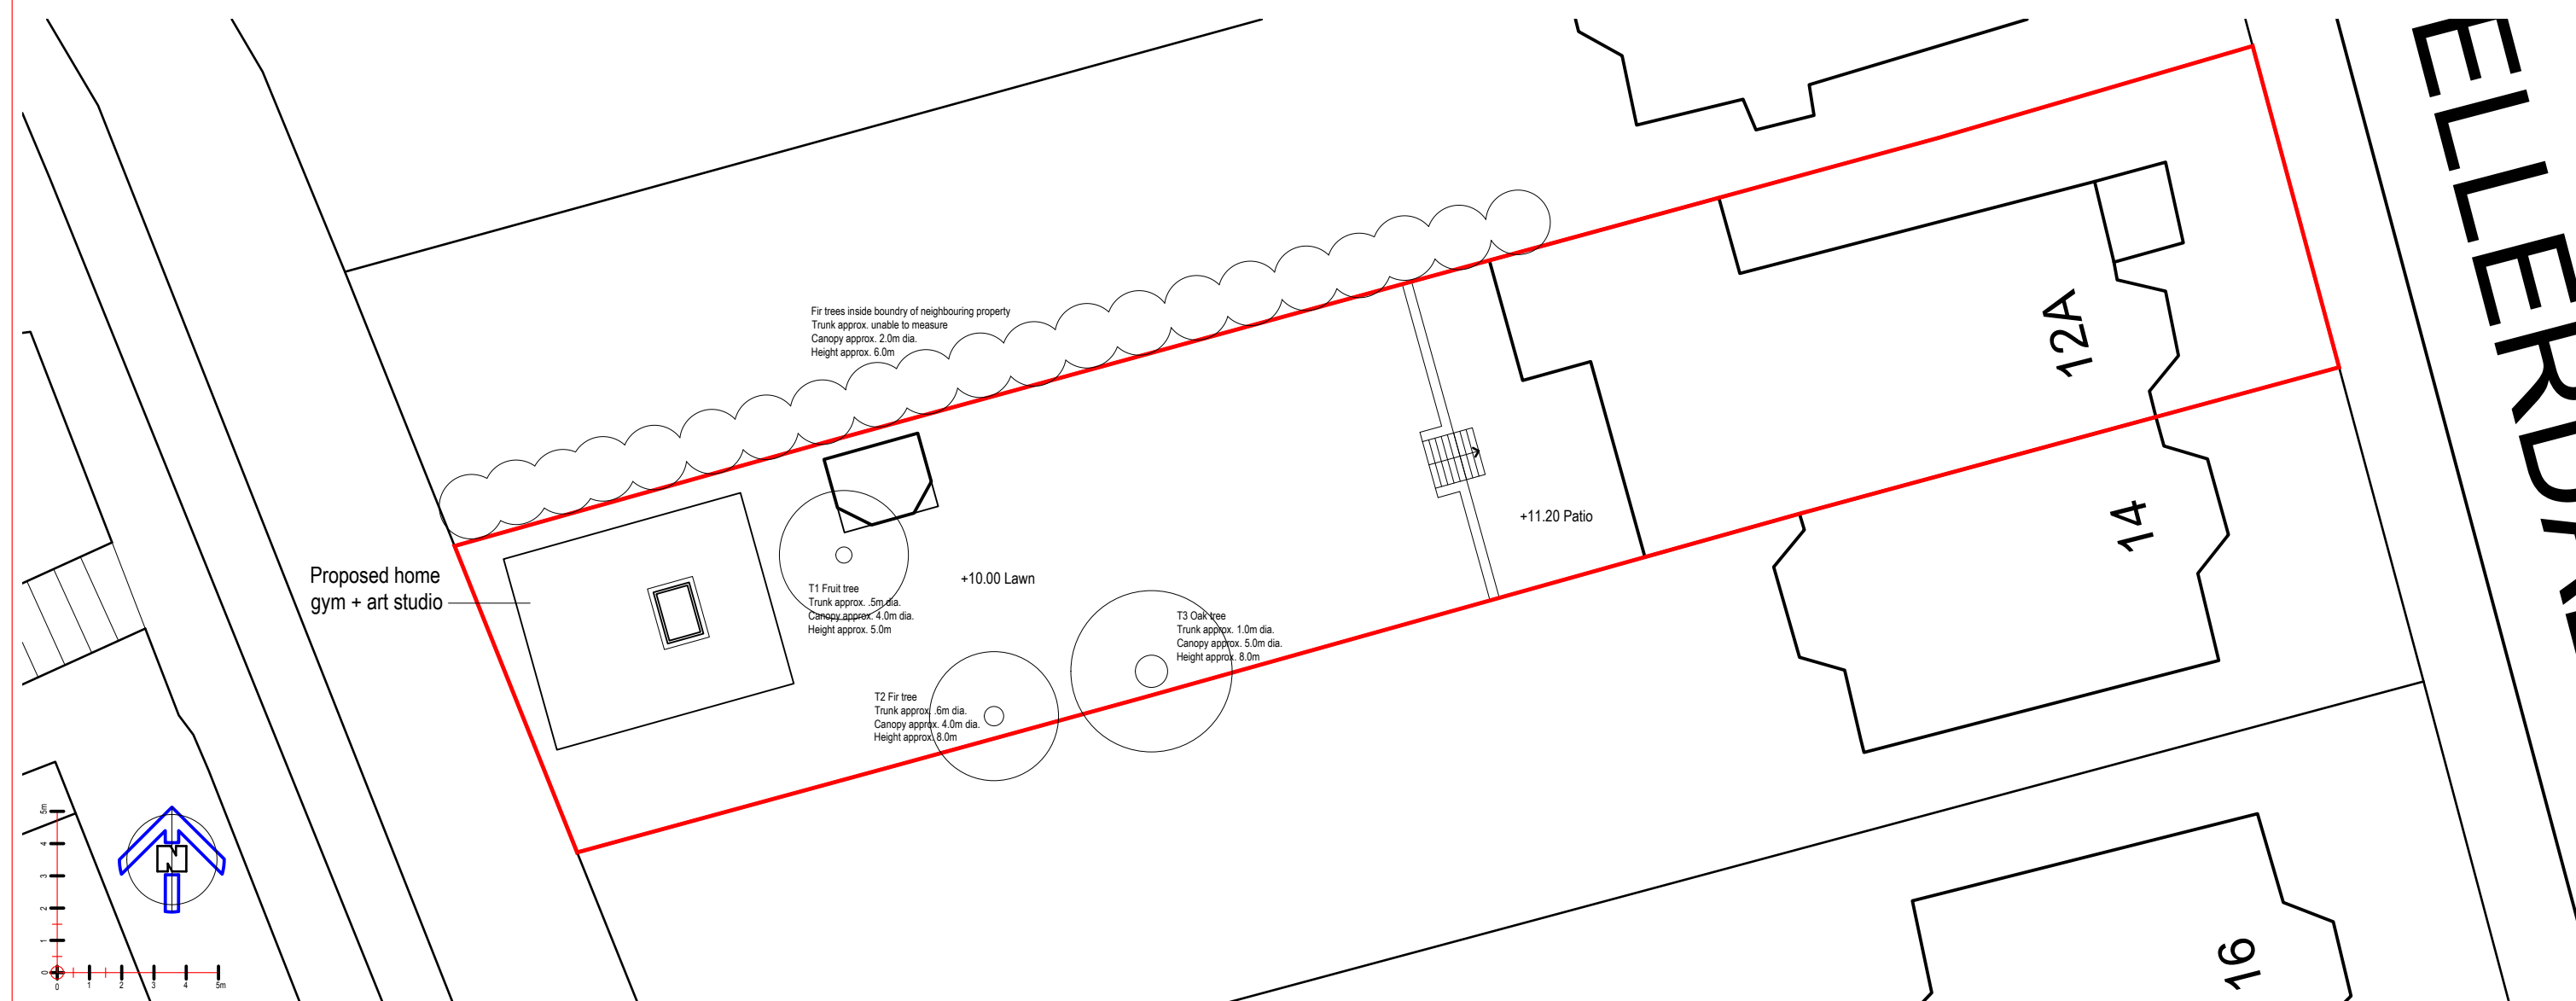 ELLERDA
Fir trees inside boundry of neighbouring property
Trunk approx. unable to measure
Canopy approx. 2.0m dia.
Height approx. 6.0m
12A
14
+11.20 Patio
Proposed home
gym + art studio
+10.00 Lawn
T1 Fruit tree
Trunk approx. .5m dia.
Canopy approx. 4.0m dia.
Height approx. 5.0m
T3 Oak tree
Trunk approx. 1.0m dia.
Canopy approx. 5.0m dia.
Height approx. 8.0m
T2 Fir tree
Trunk approx. .6m dia.
Canopy approx. 4.0m dia.
Height approx. 8.0m
16
N
5m
4
3
2
1
0
0
1
2
3
4
5m